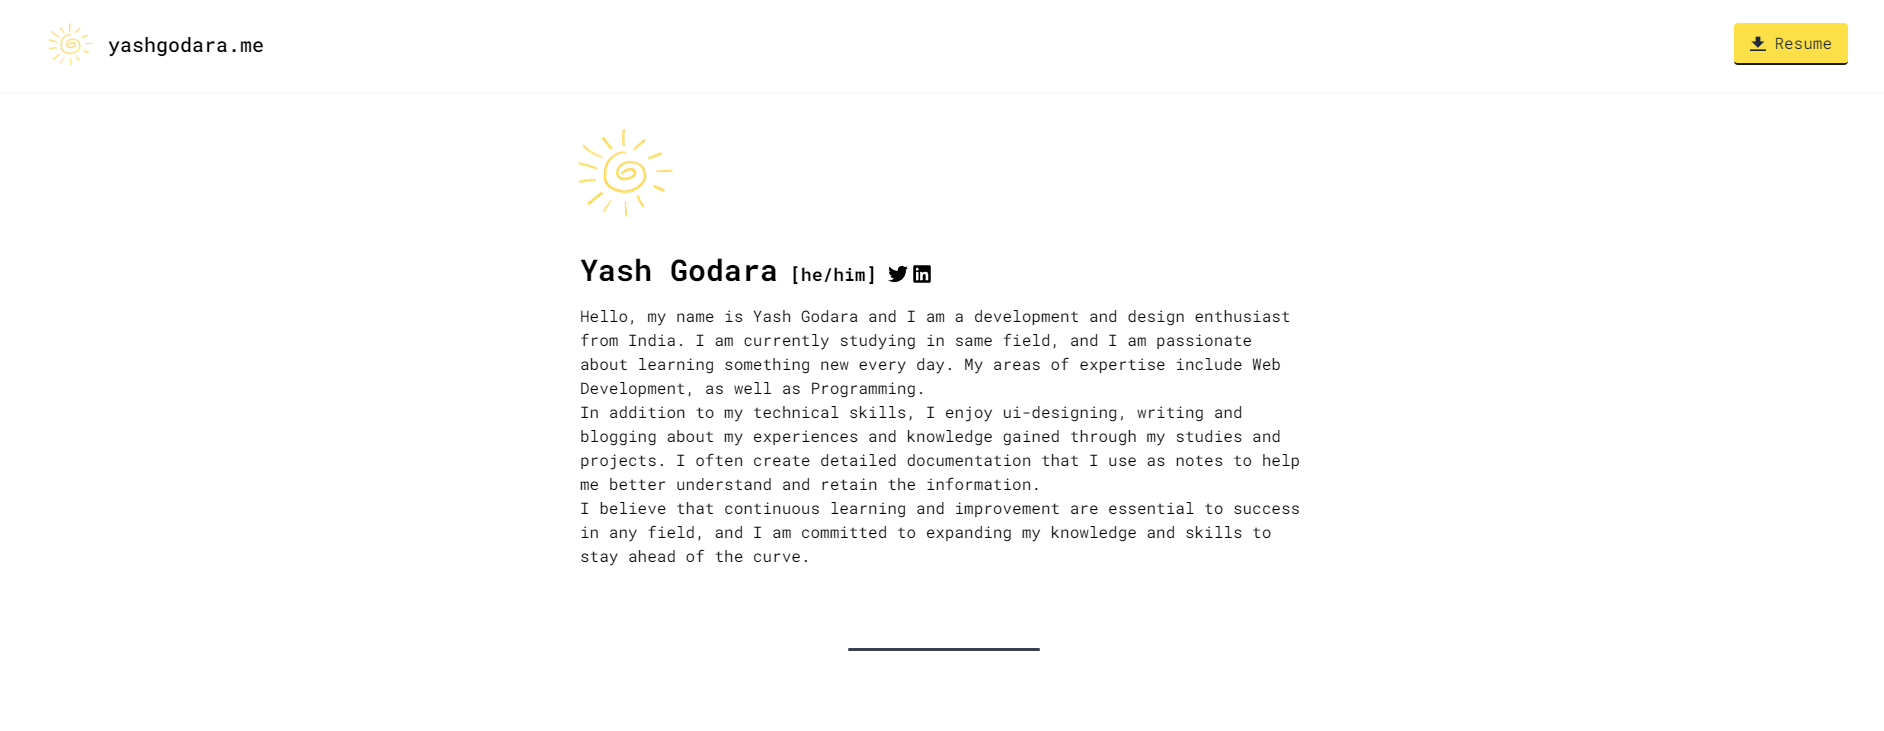 yashgodara.me
Resume
Yash Godara [he/him]
Hello, my name is Yash Godara and I am a development and design enthusiast
from India. I am currently studying in same field, and I am passionate
about learning something new every day. My areas of expertise include Web
Development, as well as Programming.
In addition to my technical skills, I enjoy ui-designing, writing and
blogging about my experiences and knowledge gained through my studies and
projects. I often create detailed documentation that I use as notes to help
me better understand and retain the information.
I believe that continuous learning and improvement are essential to success
in any field, and I am committed to expanding my knowledge and skills to
stay ahead of the curve.